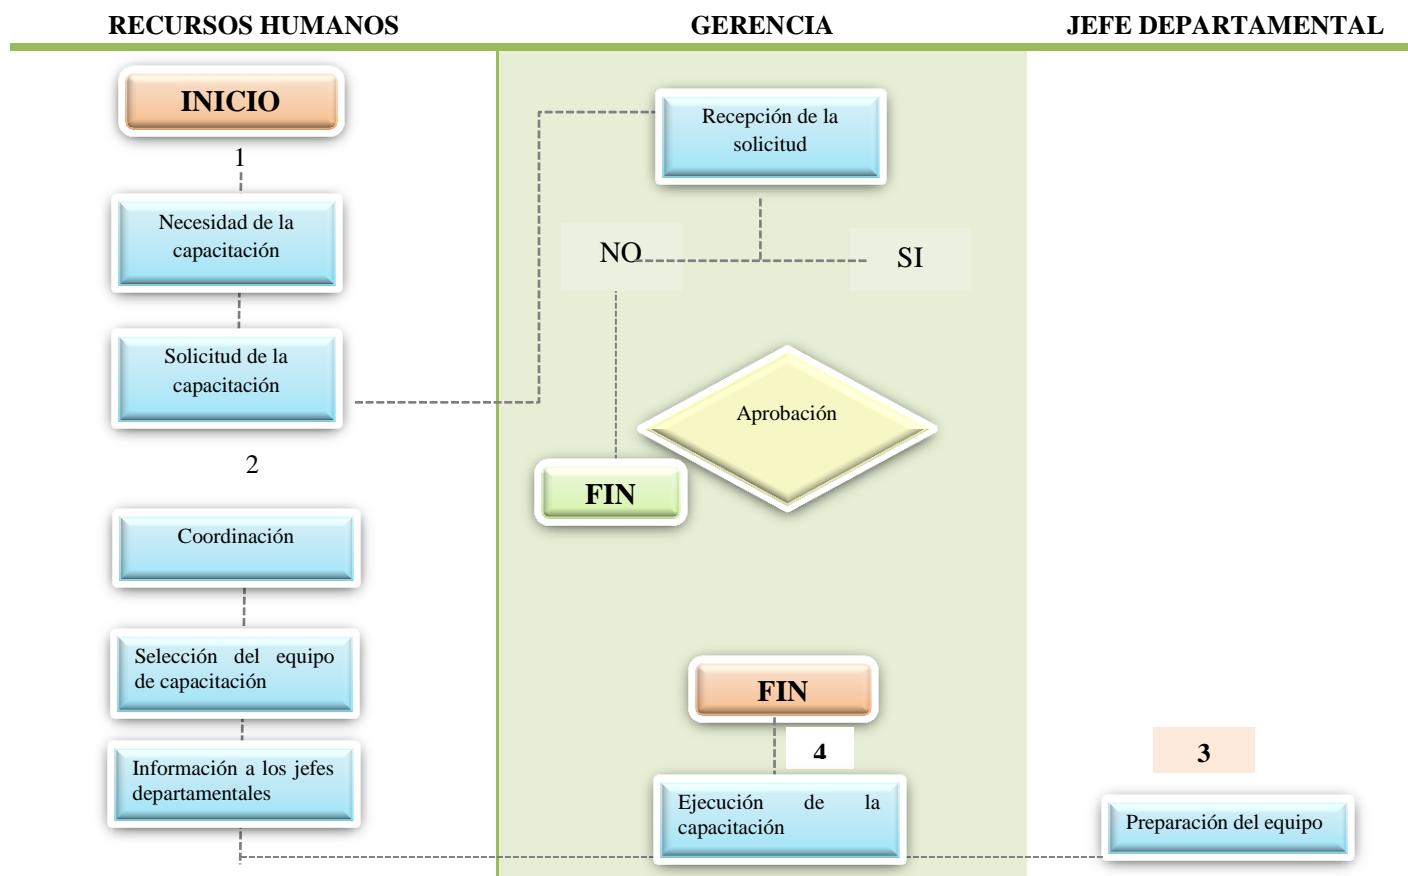 RECURSOS HUMANOS
GERENCIA
JEFE DEPARTAMENTAL
INICIO
1
Necesidad de la
capacitación
Solicitud de la
capacitación
2
Coordinación
Selección del equipo
de capacitación
Información a los jefes
departamentales
Recepción de la
solicitud
NO
SI
Aprobación
FIN
FIN
4
Ejecución de la
capacitación
3
Preparación del equipo